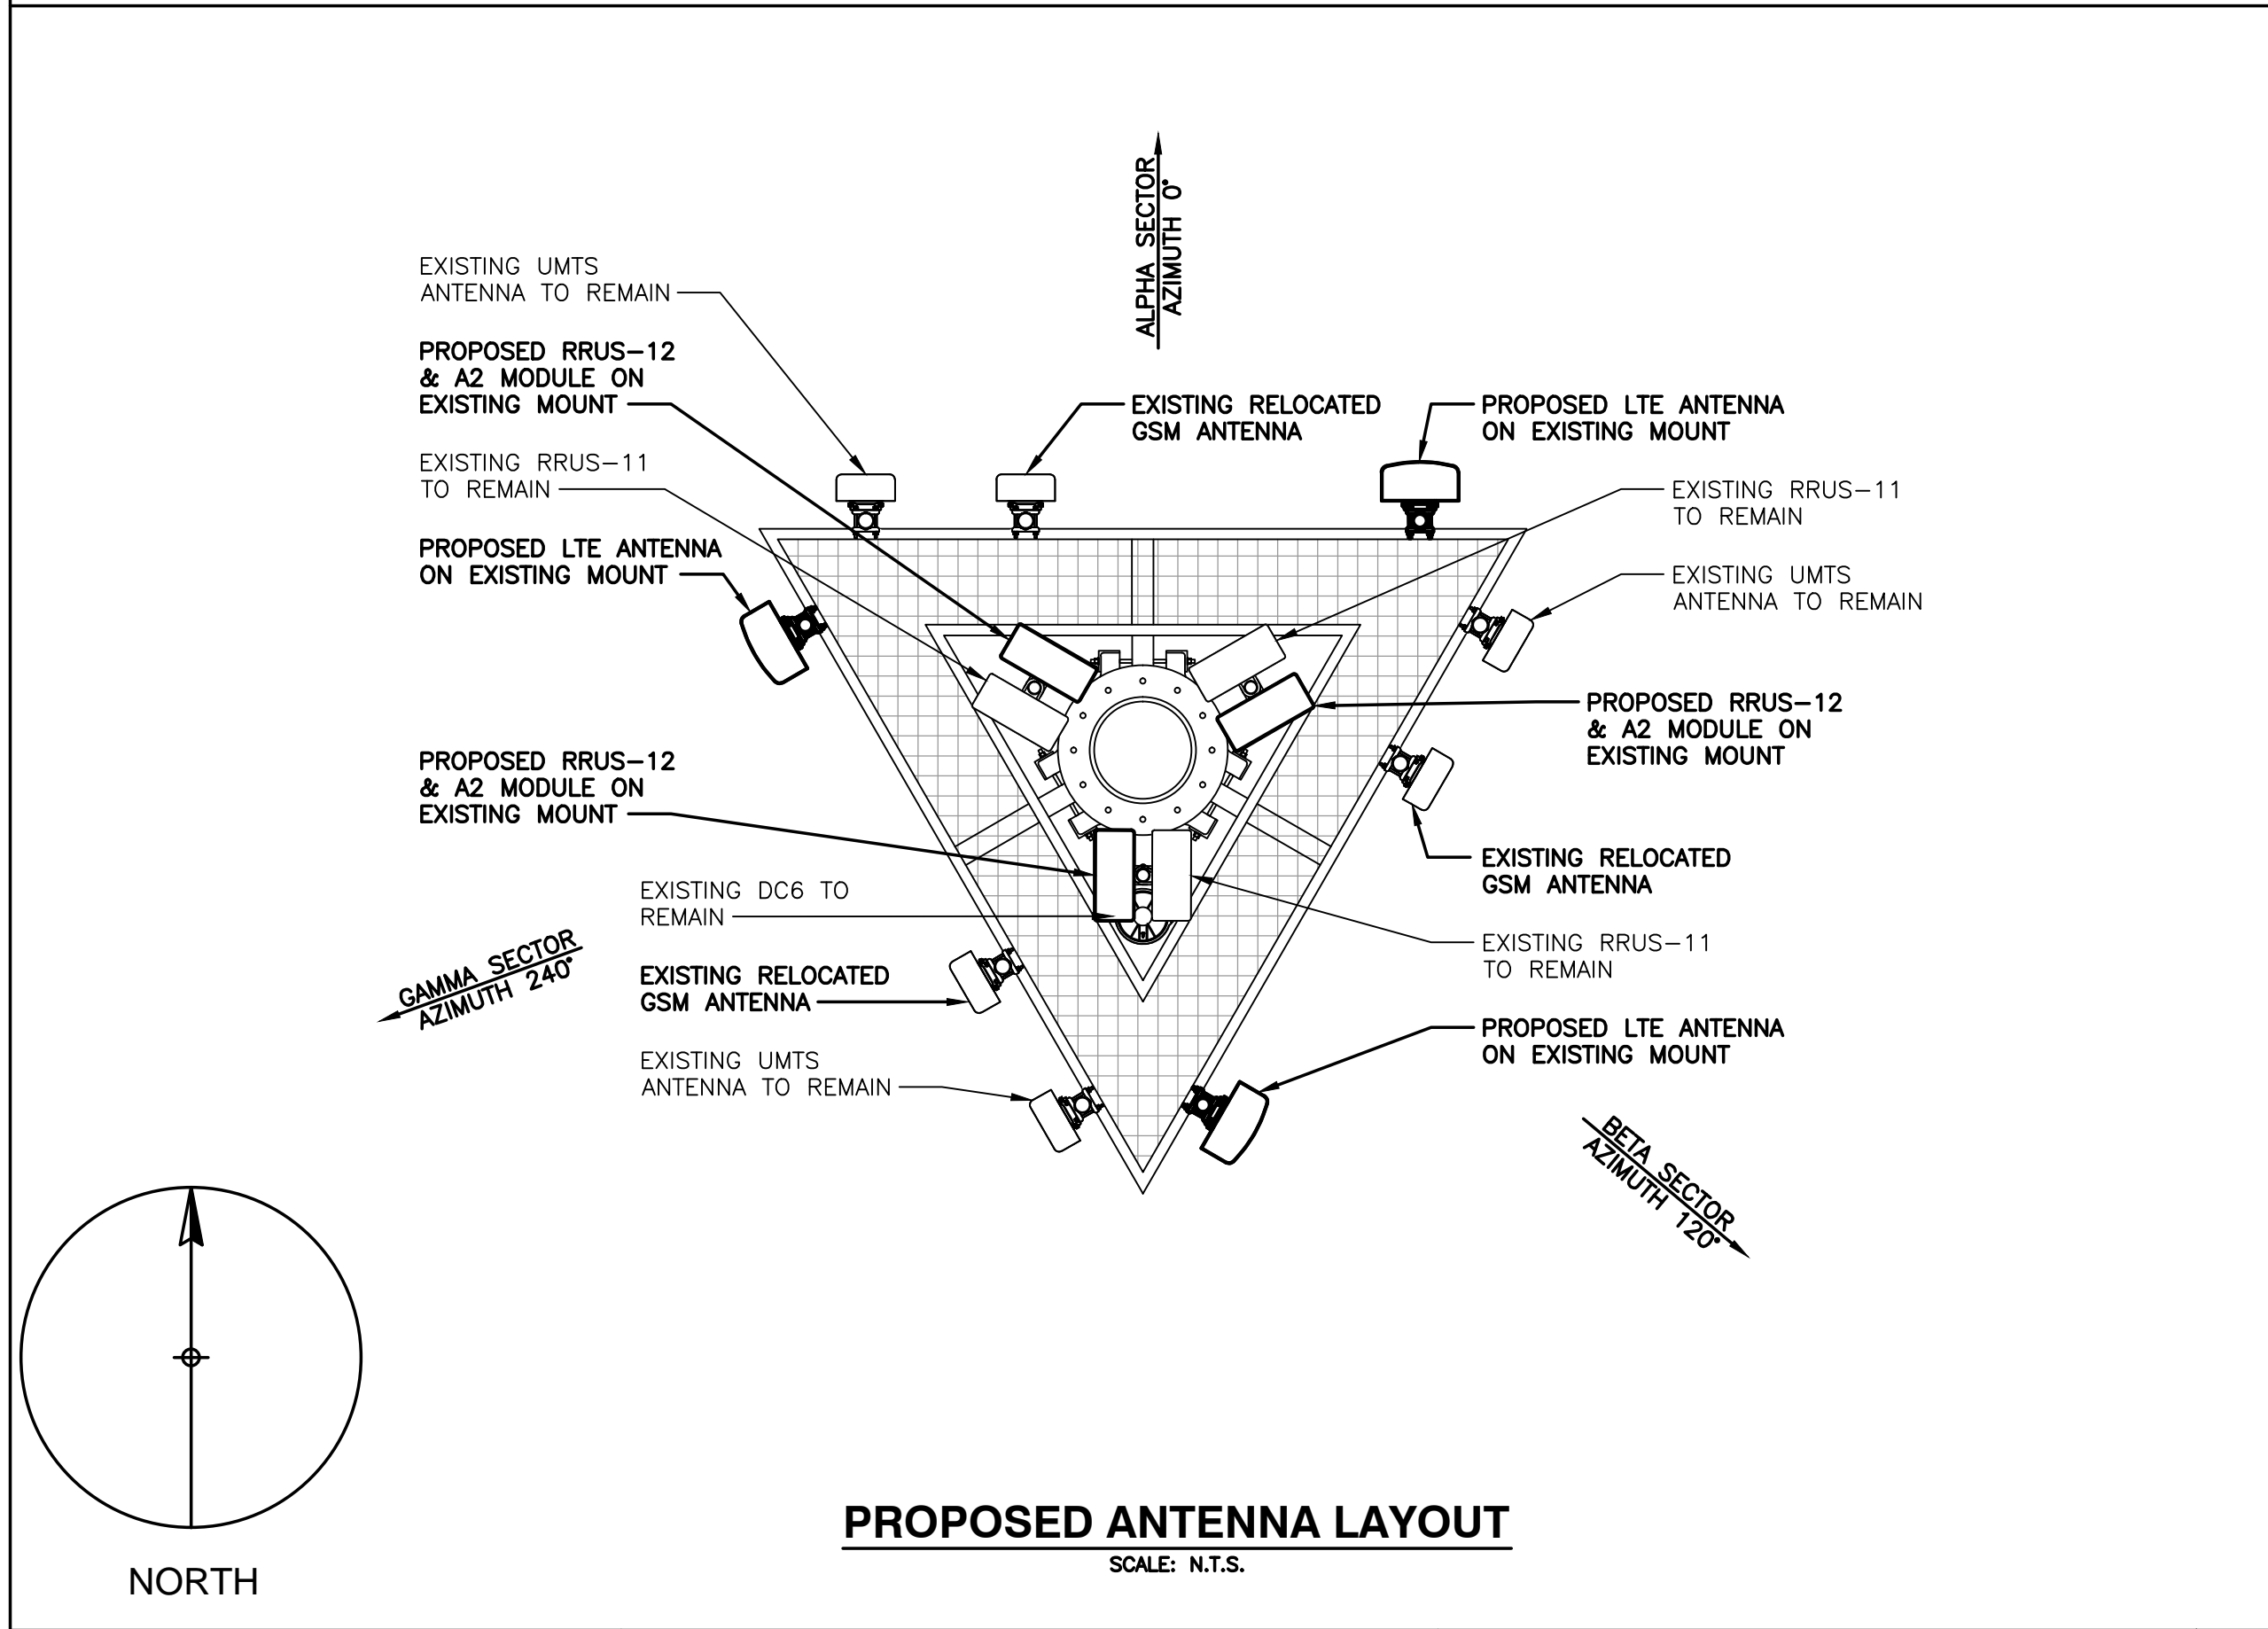 ALPHA SECTOR
AZIMUTH 0°
EXISTING UMTS
ANTENNA TO REMAIN
PROPOSED RRUS-12
& A2 MODULE ON
EXISTING MOUNT
EXISTING RRUS-11
TO REMAIN
PROPOSED LTE ANTENNA
ON EXISTING MOUNT
EXISTING RELOCATED
GSM ANTENNA
PROPOSED LTE ANTENNA
ON EXISTING MOUNT
EXISTING RRUS-11
TO REMAIN
EXISTING UMTS
ANTENNA TO REMAIN
PROPOSED RRUS-12
& A2 MODULE ON
EXISTING MOUNT
PROPOSED RRUS-12
& A2 MODULE ON
EXISTING MOUNT
EXISTING RELOCATED
GSM ANTENNA
EXISTING DC6 TO
REMAIN
EXISTING RRUS-11
TO REMAIN
GAMMA SECTOR
AZIMUTH 240°
EXISTING RELOCATED
GSM ANTENNA
PROPOSED LTE ANTENNA
ON EXISTING MOUNT
EXISTING UMTS
ANTENNA TO REMAIN
BETA SECTOR
AZIMUTH 120°
NORTH
PROPOSED ANTENNA LAYOUT
SCALE: N.T.S.